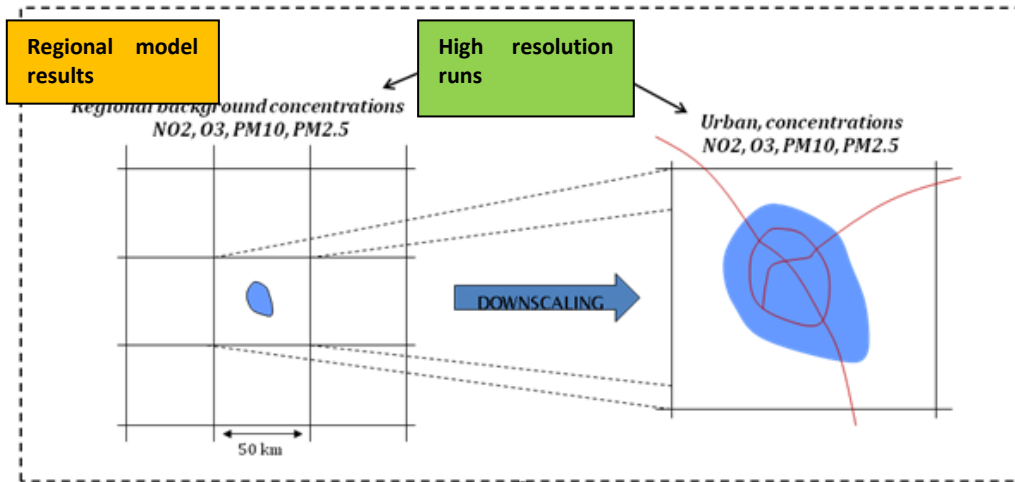 Regional model
results
High resolution
runs
Regional background concentrations
NO2, O3, PM10, PM2.5
Urban, concentrations
NO2, O3, PM10, PM2.5
DOWNSCALING
50 km